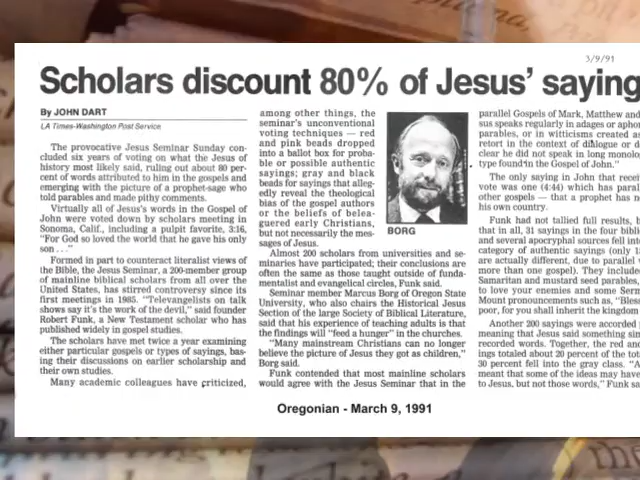 3/9/91
Scholars discount 80% of Jesus' saying
By JOHN DART
LA Times-Washington Post Service
The provocative Jesus Seminar Sunday con-
cluded six years of voting on what the Jesus of
history most likely said, ruling out about 80 per-
cent of words attributed to him in the gospels and
emerging with the picture of a prophet-sage who
told parables and made pithy comments.
Virtually all of Jesus's words in the Gospel of
John were voted down by scholars meeting in
Sonoma, Calif., including a pulpit favorite, 3:16,
"For God so loved the world that he gave his only
son . . ."
Formed in part to counteract literalist views of
the Bible, the Jesus Seminar, a 200-member group
of mainline biblical scholars from all over the
United States, has stirred controversy since its
first meetings in 1985. "Televangelists on talk
shows say it's the work of the devil," said founder
Robert Funk, a New Testament scholar who has
published widely in gospel studies.
The scholars have met twice a year examining
either particular gospels or types of sayings, bas-
ing their discussions on earlier scholarship and
their own studies.
Many academic colleagues have criticized,
among other things, the
seminar's unconventional
voting techniques — red
and pink beads dropped
into a ballot box for proba-
ble or possible authentic
sayings; gray and black
beads for sayings that alleg-
edly reveal the theological
bias of the gospel authors
or the beliefs of belea-
guered early Christians,
but not necessarily the mes-
sages of Jesus.
BORG
Almost 200 scholars from universities and se-
minaries have participated; their conclusions are
often the same as those taught outside of funda-
mentalist and evangelical circles, Funk said.
Seminar member Marcus Borg of Oregon State
University, who also chairs the Historical Jesus
Section of the large Society of Biblical Literature,
said that his experience of teaching adults is that
the findings will "feed a hunger" in the churches.
"Many mainstream Christians can no longer
believe the picture of Jesus they got as children,"
Borg said.
Funk contended that most mainline scholars
would agree with the Jesus Seminar that in the
parallel Gospels of Mark, Matthew and
sus speaks regularly in adages or aphor
parables, or in witticisms created as
retort in the context of dialogue or d
clear he did not speak in long monolo
type found in the Gospel of John."
The only saying in John that recei
vote was one (4:44) which has para
other gospels — that a prophet has n
his own country.
Funk had not tallied full results, b
that in all, 31 sayings in the four bibli
and several apocryphal sources fell into
category of authentic sayings (only 1
are actually different, due to parallel
more than one gospel). They include
Samaritan and mustard seed parables,
to love your enemies and some Serm
Mount pronouncements such as, "Bless
poor, for you shall inherit the kingdom
Another 200 sayings were accorded
meaning that Jesus said something sim
recorded words. Together, the red and
ings totaled about 20 percent of the tot
30 percent fell into the gray class. "A
meant that some of the ideas may have
to Jesus, but not those words," Funk sa
Oregonian - March 9, 1991